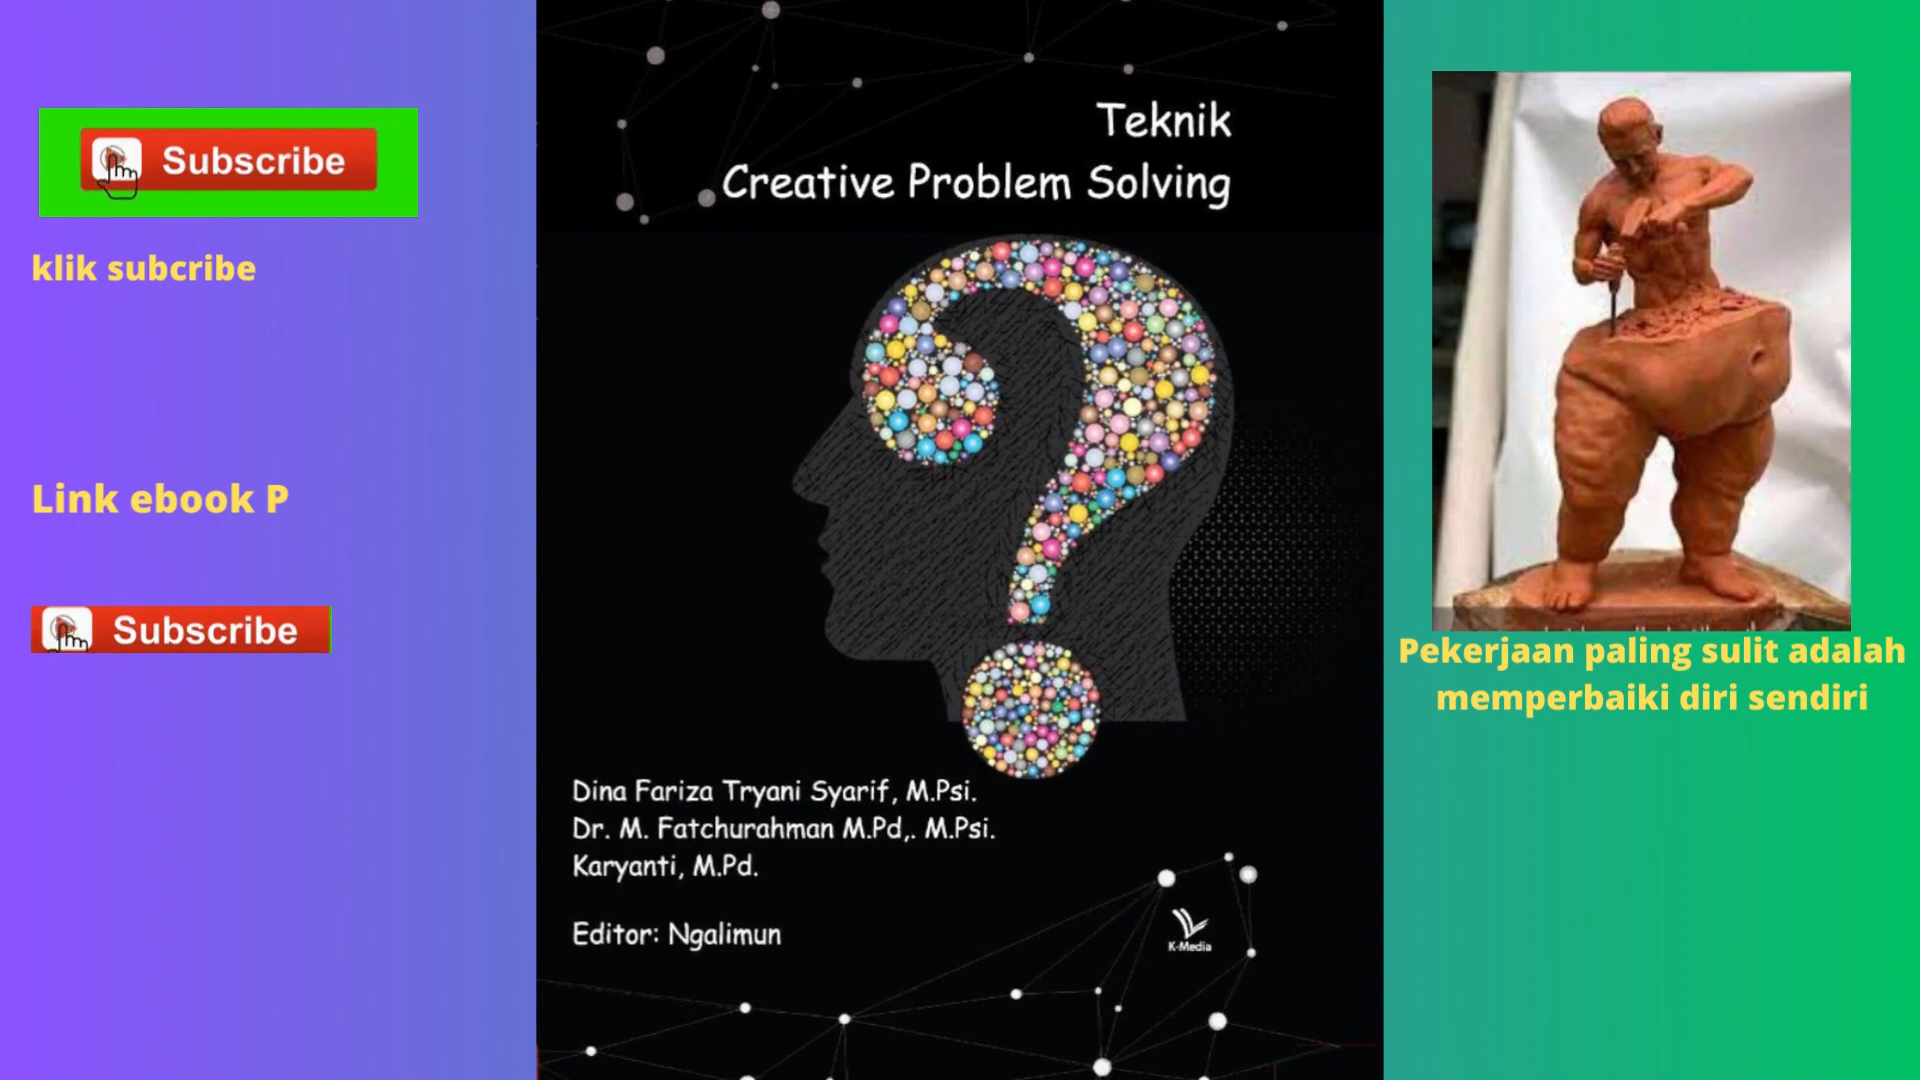 Subscribe
klik subcribe
Link ebook P
Subscribe
Teknik
Creative Problem Solving
Dina Fariza Tryani Syarif, M.Psi.
Dr. M. Fatchurahman M.Pd,. M.Psi.
Karyanti, M.Pd.
Editor: Ngalimun
K-Media
Pekerjaan paling sulit adalah
memperbaiki diri sendiri